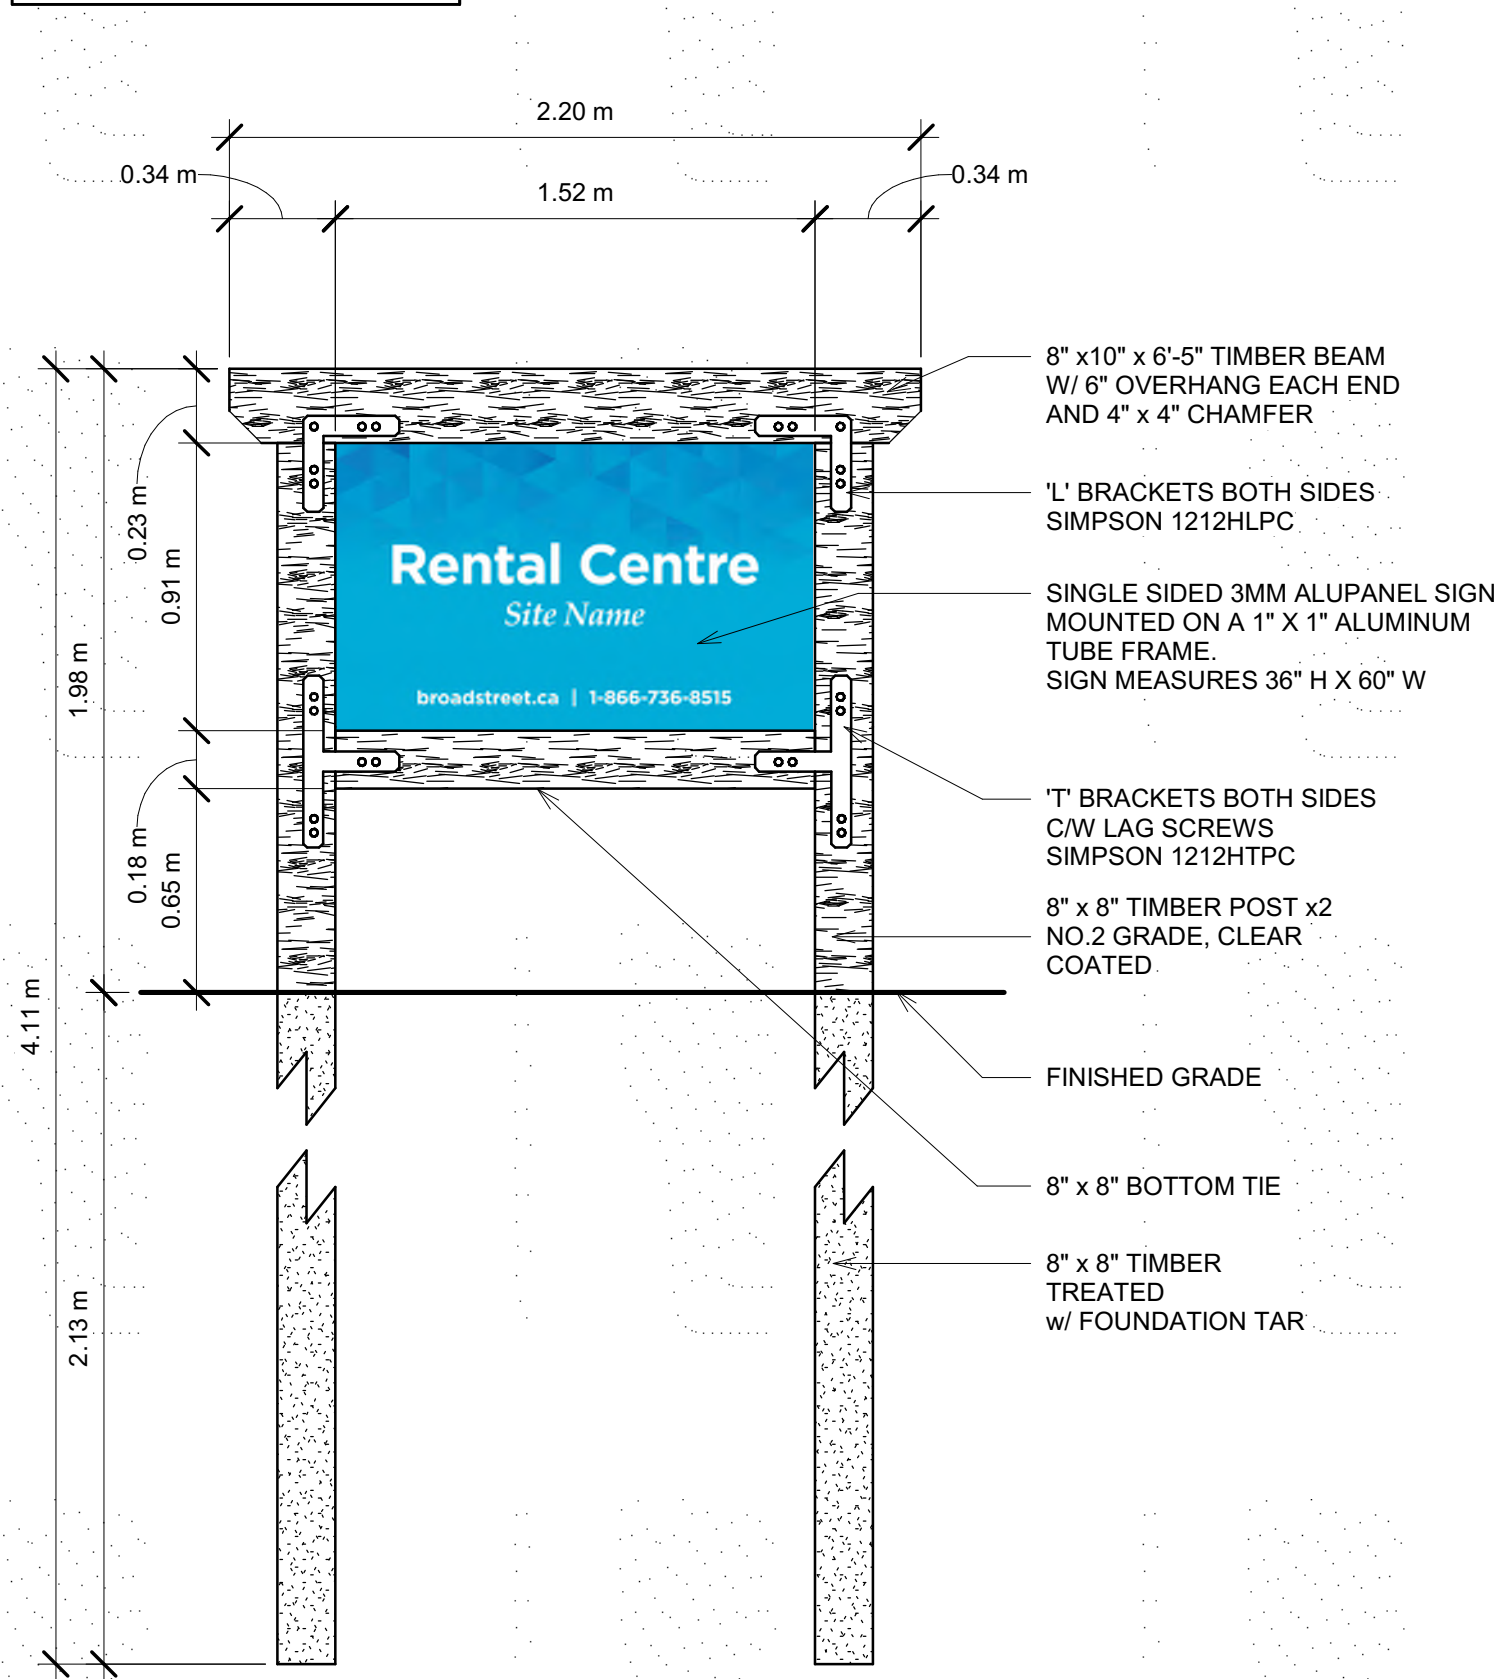 2.20 m
0.34 m
1.52 m
0.34 m
8" x10" x 6'-5" TIMBER BEAM
W/ 6" OVERHANG EACH END
AND 4" x 4" CHAMFER
'L' BRACKETS BOTH SIDES
SIMPSON 1212HLPC
SINGLE SIDED 3MM ALUPANEL SIGN
MOUNTED ON A 1" X 1" ALUMINUM
TUBE FRAME.
SIGN MEASURES 36" H X 60" W
Rental Centre
Site Name
broadstreet.ca | 1-866-736-8515
0.23 m
0.91 m
1.98 m
0.18 m
0.65 m
4.11 m
2.13 m
'T' BRACKETS BOTH SIDES
C/W LAG SCREWS
SIMPSON 1212HTPC
8" x 8" TIMBER POST x2
NO.2 GRADE, CLEAR
COATED
FINISHED GRADE
8" x 8" BOTTOM TIE
8" x 8" TIMBER
TREATED
w/ FOUNDATION TAR